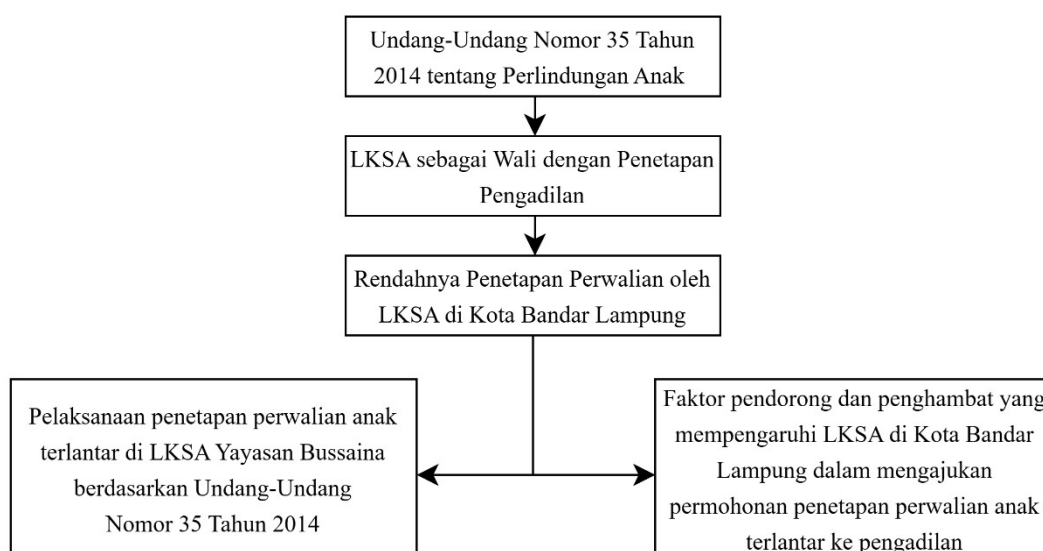 Undang-Undang Nomor 35 Tahun
2014 tentang Perlindungan Anak
LKSA sebagai Wali dengan Penetapan
Pengadilan
Rendahnya Penetapan Perwalian oleh
LKSA di Kota Bandar Lampung
Pelaksanaan penetapan perwalian anak
terlantar di LKSA Yayasan Bussaina
berdasarkan Undang-Undang
Nomor 35 Tahun 2014
Faktor pendorong dan penghambat yang
mempengaruhi LKSA di Kota Bandar
Lampung dalam mengajukan
permohonan penetapan perwalian anak
terlantar ke pengadilan